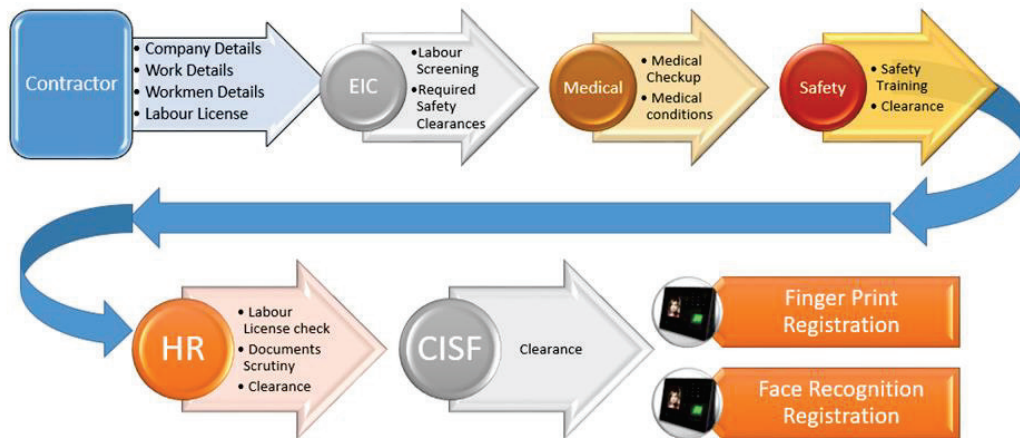 Contractor
• Company Details
• Work Details
• Workmen Details
• Labour License
EIC
•Labour
Screening
•Required
Safety
Clearances
Medical
• Medical
Checkup
• Medical
conditions
Safety
• Safety
Training
• Clearance
HR
• Labour
License check
• Documents
Scrutiny
• Clearance
CISF
Clearance
Finger Print
Registration
Face Recognition
Registration